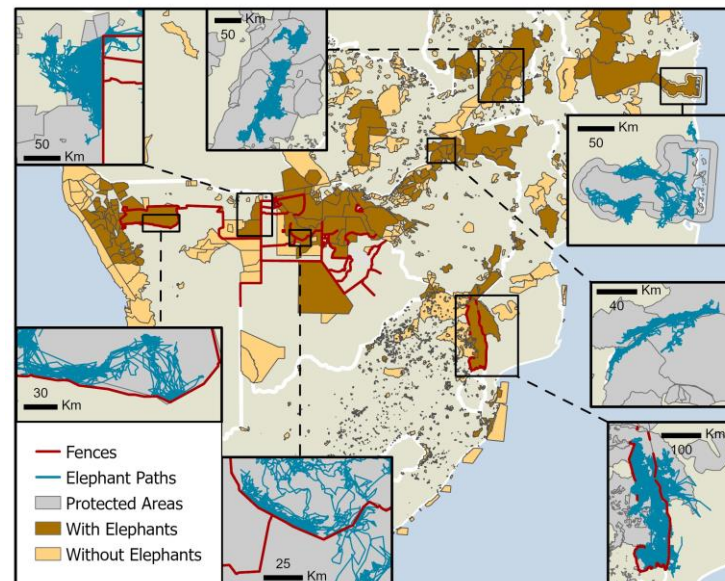 50
Km
50
Km
50
Km
40
Km
30
Km
100
Km
25
Km
Fences
Elephant Paths
Protected Areas
With Elephants
Without Elephants